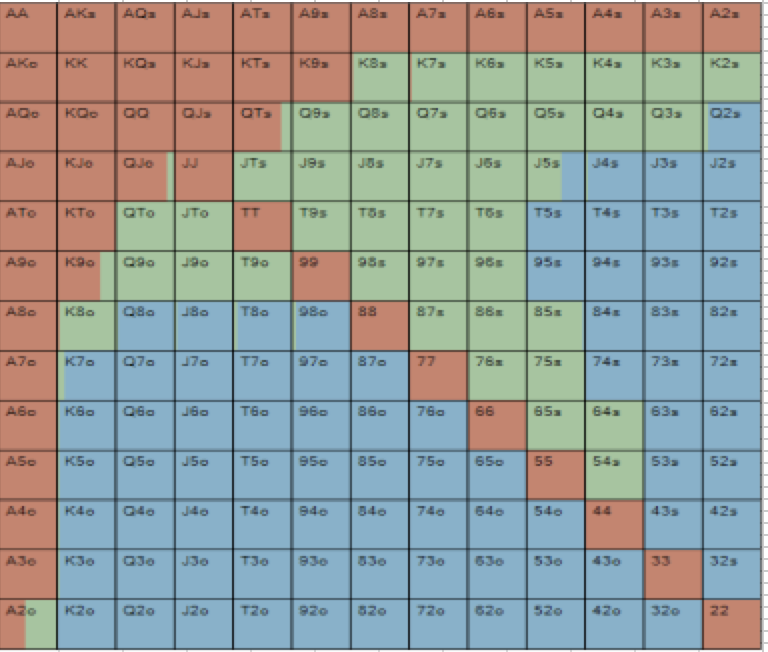 AA AKs AQs AJs ATs A9s A8s A7s A6s A5s A4s A3s A2s
AKo KK KQs KJs KTs K9s K8s K7s K6s K5s K4s K3s K2s
AQo KQo QQ QJs QTs Q9s Q8s Q7s Q6s Q5s Q4s Q3s Q2s
AJo KJo QJo JJ JTs J9s J8s J7s J6s J5s J4s J3s J2s
ATo KTo QTo JTo TT T9s T8s T7s T6s T5s T4s T3s T2s
A9o K9o Q9o J9o T9o 99 98s 97s 96s 95s 94s 93s 92s
A8o K8o Q8o J8o T8o 98o 88 87s 86s 85s 84s 83s 82s
A7o K7o Q7o J7o T7o 97o 87o 77 76s 75s 74s 73s 72s
A6o K6o Q6o J6o T6o 96o 86o 76o 66 65s 64s 63s 62s
A5o K5o Q5o J5o T5o 95o 85o 75o 65o 55 54s 53s 52s
A4o K4o Q4o J4o T4o 94o 84o 74o 64o 54o 44 43s 42s
A3o K3o Q3o J3o T3o 93o 83o 73o 63o 53o 43o 33 32s
A2o K2o Q2o J2o T2o 92o 82o 72o 62o 52o 42o 32o 22